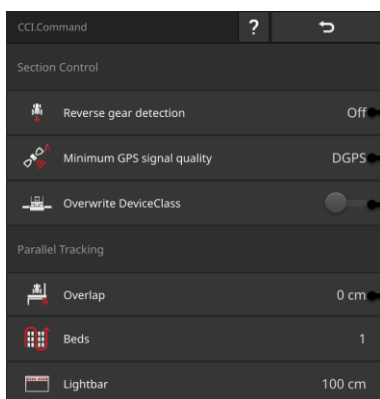 CCI.Command
?
Section Control
Reverse gear detection Off
Minimum GPS signal quality DGPS
Overwrite DeviceClass
Parallel Tracking
Overlap 0 cm
Beds 1
Lightbar 100 cm